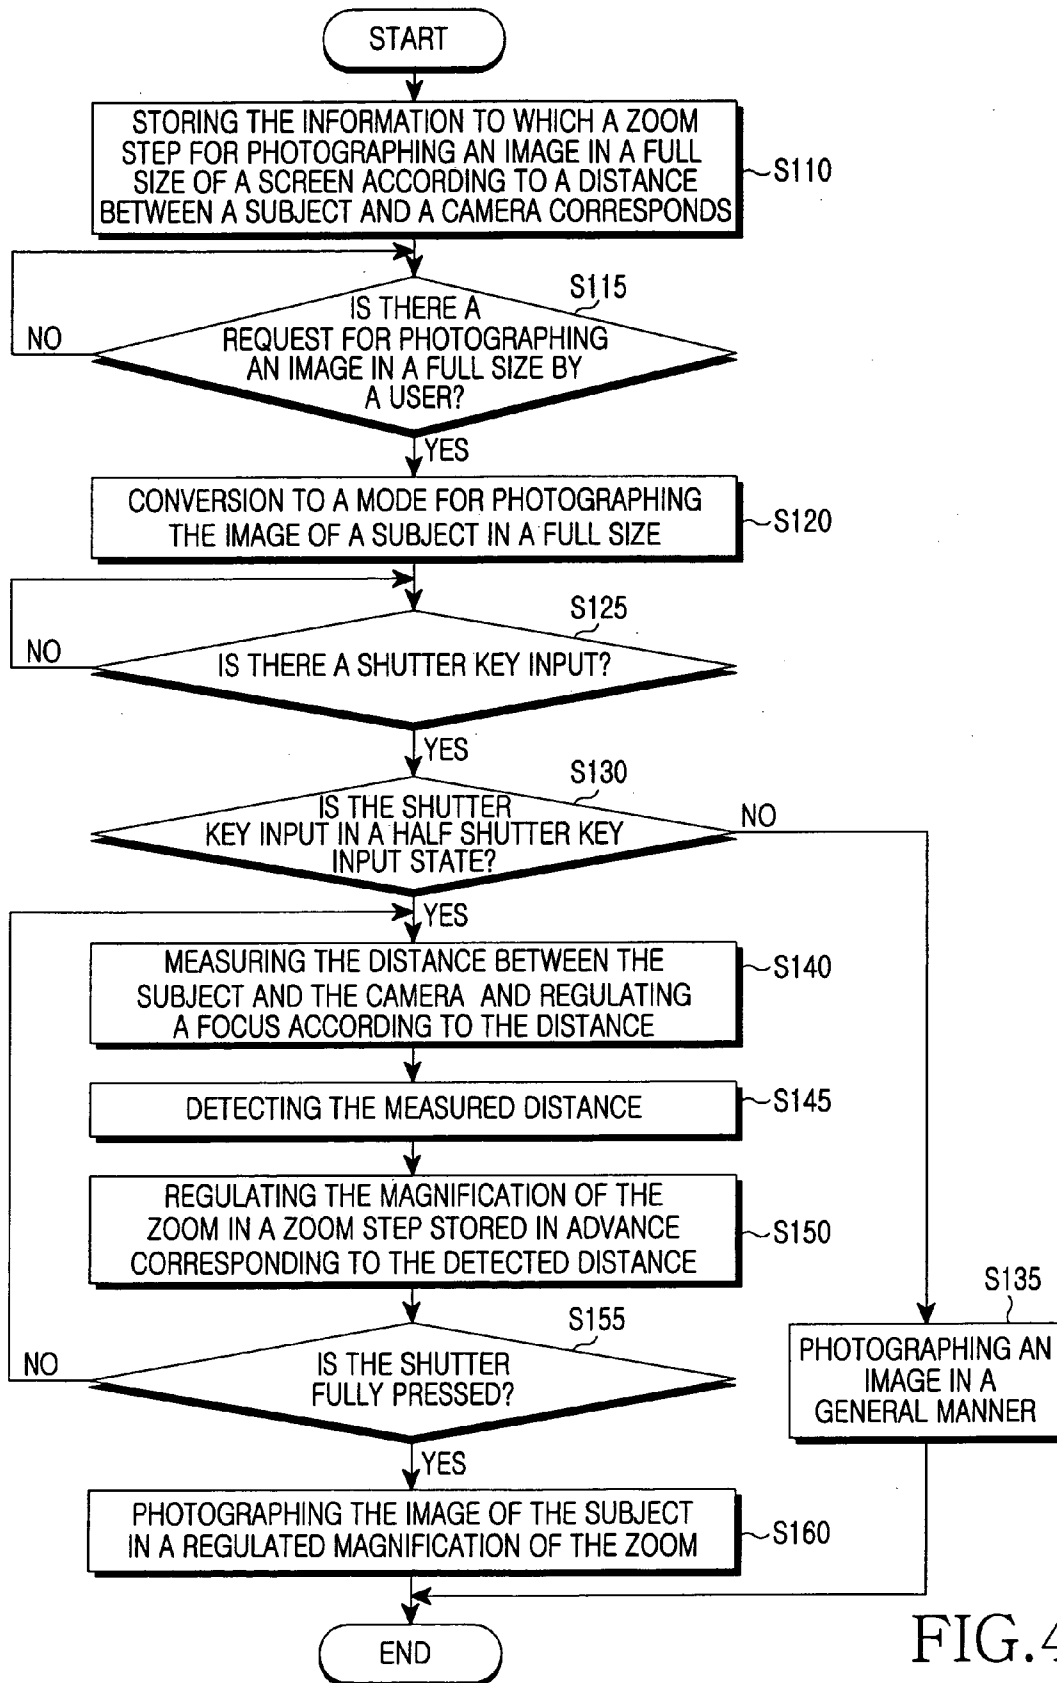 START
STORING THE INFORMATION TO WHICH A ZOOM
STEP FOR PHOTOGRAPHING AN IMAGE IN A FULL
SIZE OF A SCREEN ACCORDING TO A DISTANCE
BETWEEN A SUBJECT AND A CAMERA CORRESPONDS
S110
S115
IS THERE A
REQUEST FOR PHOTOGRAPHING
AN IMAGE IN A FULL SIZE BY
A USER?
NO
YES
CONVERSION TO A MODE FOR PHOTOGRAPHING
THE IMAGE OF A SUBJECT IN A FULL SIZE
S120
S125
IS THERE A SHUTTER KEY INPUT?
NO
YES
S130
IS THE SHUTTER
KEY INPUT IN A HALF SHUTTER KEY
INPUT STATE?
NO
YES
MEASURING THE DISTANCE BETWEEN THE
SUBJECT AND THE CAMERA AND REGULATING
A FOCUS ACCORDING TO THE DISTANCE
S140
DETECTING THE MEASURED DISTANCE
S145
REGULATING THE MAGNIFICATION OF THE
ZOOM IN A ZOOM STEP STORED IN ADVANCE
CORRESPONDING TO THE DETECTED DISTANCE
S150
S155
IS THE SHUTTER
FULLY PRESSED?
NO
YES
S135
PHOTOGRAPHING AN
IMAGE IN A
GENERAL MANNER
PHOTOGRAPHING THE IMAGE OF THE SUBJECT
IN A REGULATED MAGNIFICATION OF THE ZOOM
S160
END
FIG.4